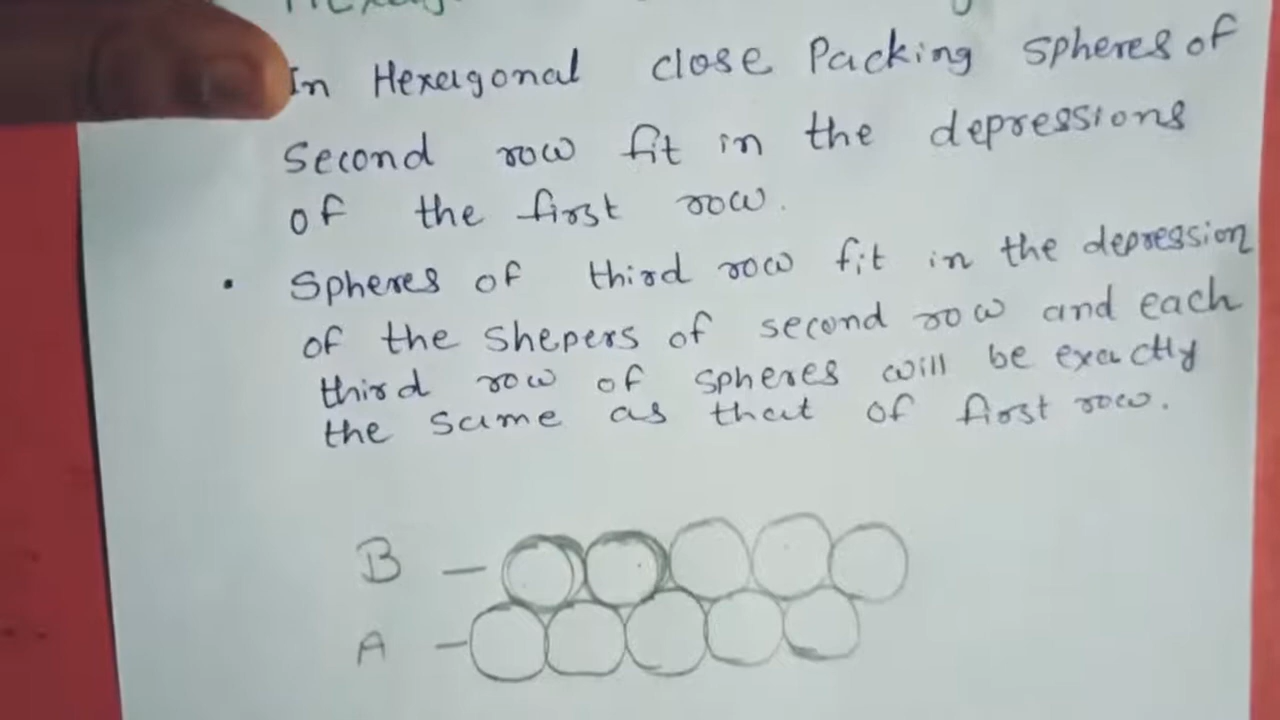 In Hexagonal close Packing spheres of
Second row fit in the depressions
of the first row.
• Spheres of third row fit in the depression
of the shepers of second row and each
third row of spheres will be exactly
the same as that of first row.
B –
A –